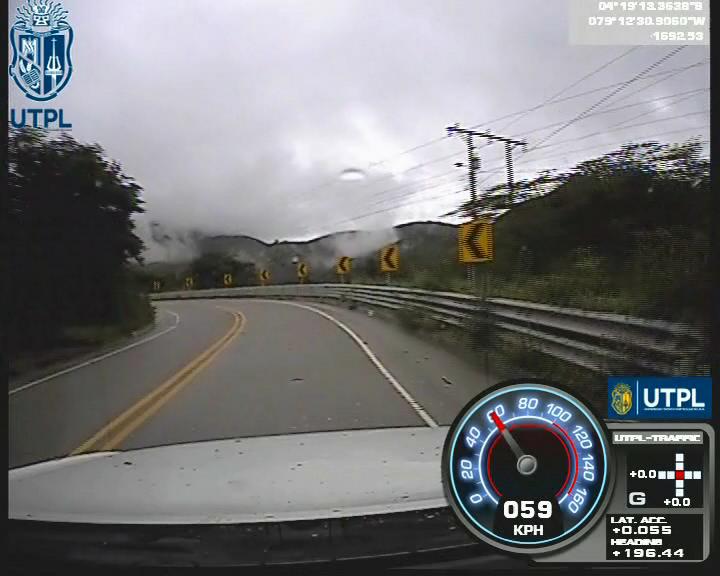 UTPL
04°19'13.3638"S
079°12'30.9060"W
1692.53
UTPL
UTPL-TRAFFIC
0 20 40 60 80 100 120 140 160
059
KPH
+0.0
G +0.0
LAT. ACC.
+0.055
HEADING
+196.44